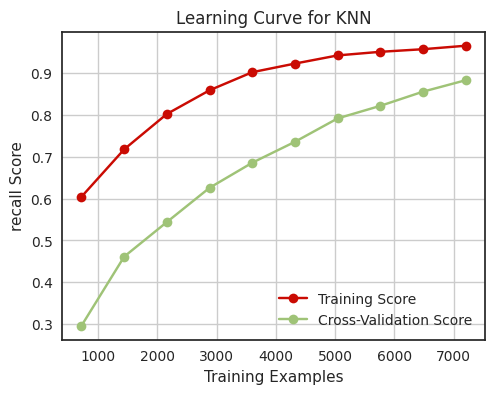 Learning Curve for KNN
recall Score
0.9
0.8
0.7
0.6
0.5
0.4
0.3
Training Score
Cross-Validation Score
1000 2000 3000 4000 5000 6000 7000
Training Examples